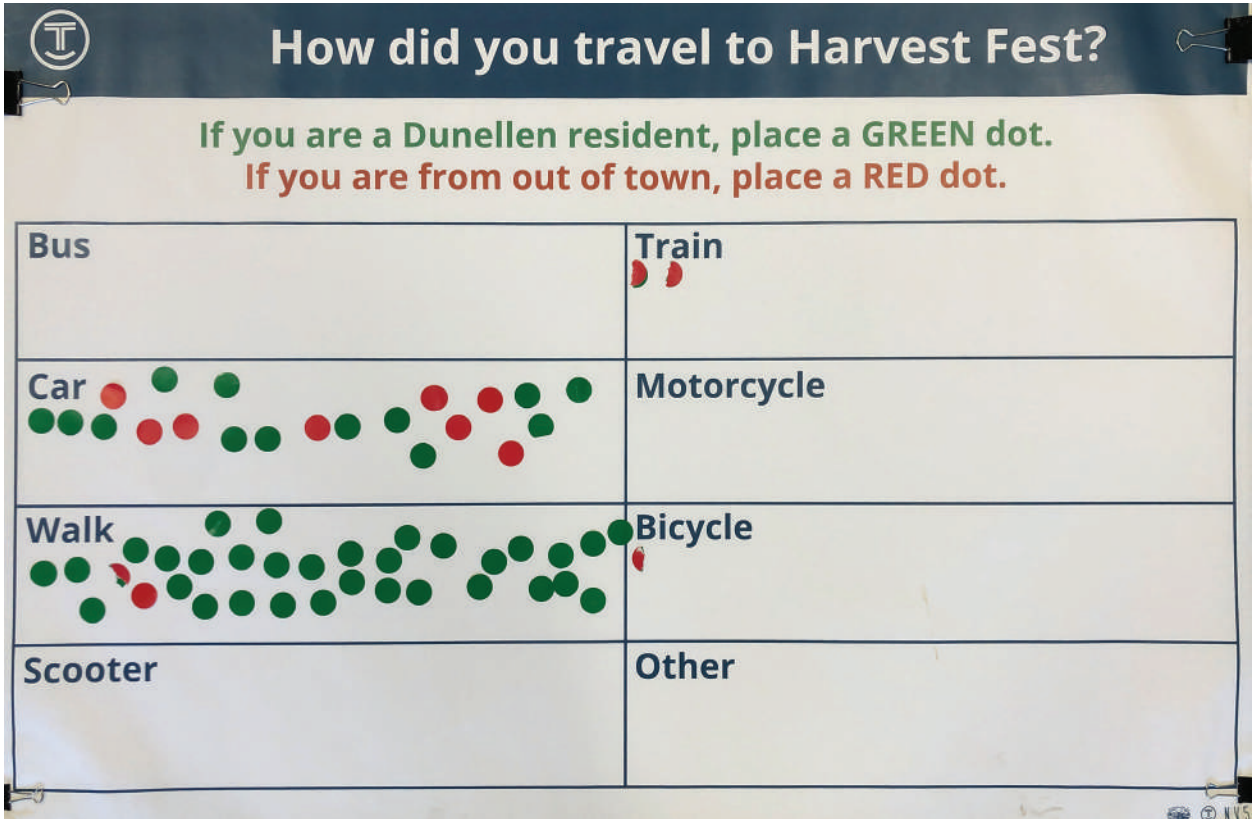 How did you travel to Harvest Fest?
If you are a Dunellen resident, place a GREEN dot.
If you are from out of town, place a RED dot.
Bus
Train
Car
Motorcycle
Walk
Bicycle
Scooter
Other